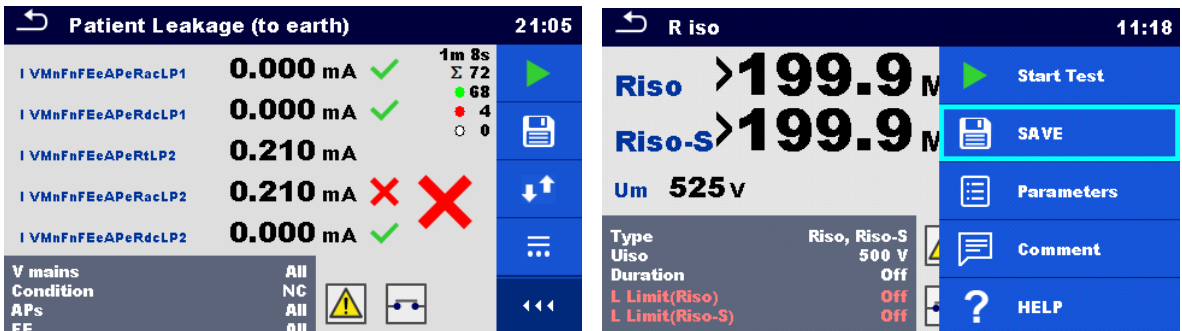 Patient Leakage (to earth) 21:05
I VMnFnFEeAPeRacLP1 0.000 mA
I VMnFnFEeAPeRdcLP1 0.000 mA
I VMnFnFEeAPeRtLP2 0.210 mA
I VMnFnFEeAPeRacLP2 0.210 mA
I VMnFnFEeAPeRdcLP2 0.000 mA
1m 8s
Σ 72
68
4
0
V mains All
Condition NC
APs All
EE All
R iso 11:18
Riso >199.9 M
Riso-S >199.9 M
Um 525 V
Type Riso, Riso-S
Uiso 500 V
Duration Off
L Limit(Riso) Off
L Limit(Riso-S) Off
Start Test
SAVE
Parameters
Comment
? HELP